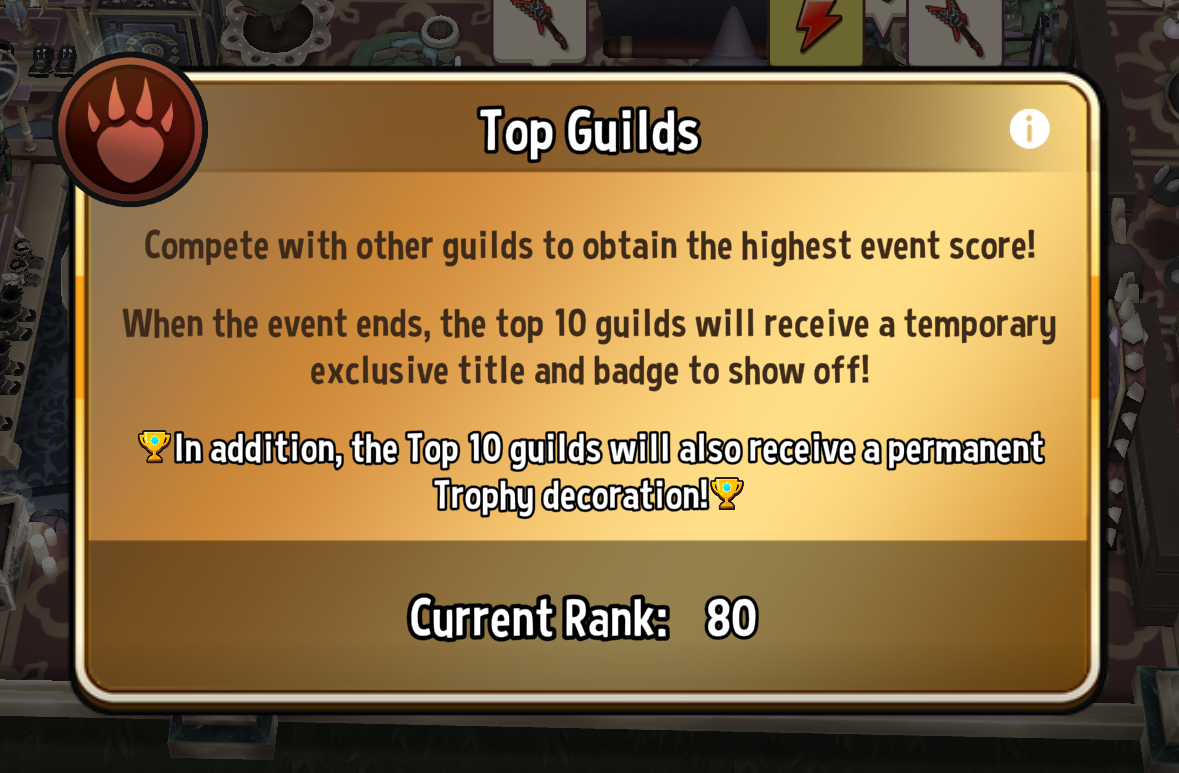 Top Guilds
Compete with other guilds to obtain the highest event score!
When the event ends, the top 10 guilds will receive a temporary
exclusive title and badge to show off!
🏆In addition, the Top 10 guilds will also receive a permanent
Trophy decoration!🏆
Current Rank: 80